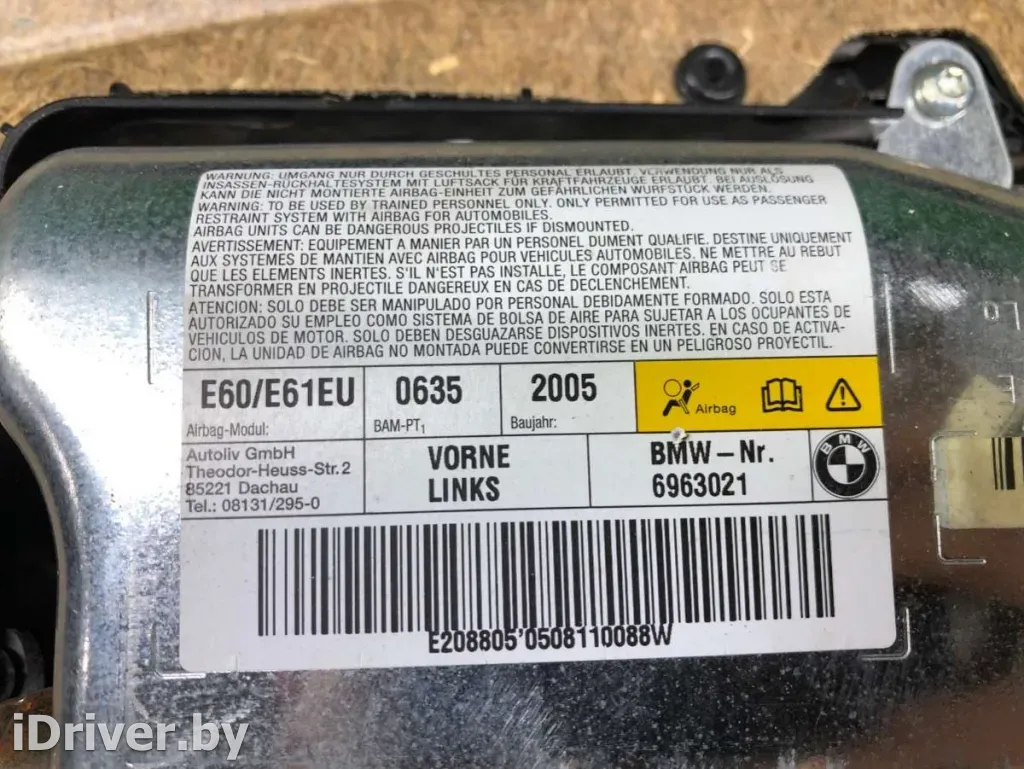 WARNUNG: UMGANG NUR DURCH GESCHULTES PERSONAL ERLAUBT. VERWENDUNG NUR ALS
INSASSEN-RÜCKHALTESYSTEM MIT LUFTSACK FÜR KRAFTFAHRZEUGE ERLAUBT. BEI AUSLÖSUNG
KANN DIE NICHT MONTIERTE AIRBAG-EINHEIT ZUM GEFÄHRLICHEN WURFSTÜCK WERDEN.
WARNING: TO BE USED BY TRAINED PERSONNEL ONLY. ONLY PERMITTED FOR USE AS PASSENGER
RESTRAINT SYSTEM WITH AIRBAG FOR AUTOMOBILES.
AIRBAG UNITS CAN BE DANGEROUS PROJECTILES IF DISMOUNTED.
AVERTISSEMENT: EQUIPEMENT A MANIER PAR UN PERSONEL DUMENT QUALIFIE. DESTINE UNIQUEMENT
AUX SYSTEMES DE MANTIEN AVEC AIRBAG POUR VEHICULES AUTOMOBILES. NE METTRE AU REBUT
QUE LES ELEMENTS INERTES. S'IL N'EST PAS INSTALLE, LE COMPOSANT AIRBAG PEUT SE
TRANSFORMER EN PROJECTILE DANGEREUX EN CAS DE DECLENCHEMENT.
ATENCION: SOLO DEBE SER MANIPULADO POR PERSONAL DEBIDAMENTE FORMADO. SOLO ESTA
AUTORIZADO SU EMPLEO COMO SISTEMA DE BOLSA DE AIRE PARA SUJETAR A LOS OCUPANTES DE
VEHICULOS DE MOTOR. SOLO DEBEN DESGUAZARSE DISPOSITIVOS INERTES. EN CASO DE ACTIVA-
CION, LA UNIDAD DE AIRBAG NO MONTADA PUEDE CONVERTIRSE EN UN PELIGROSO PROYECTIL.
E60/E61EU 0635 2005
Airbag-Modul: BAM-PT1 Baujahr: Airbag
Autoliv GmbH
Theodor-Heuss-Str.2
85221 Dachau
Tel.: 08131/295-0
VORNE
LINKS
BMW–Nr.
6963021
BMW
E208805'0508110088W
iDriver.by